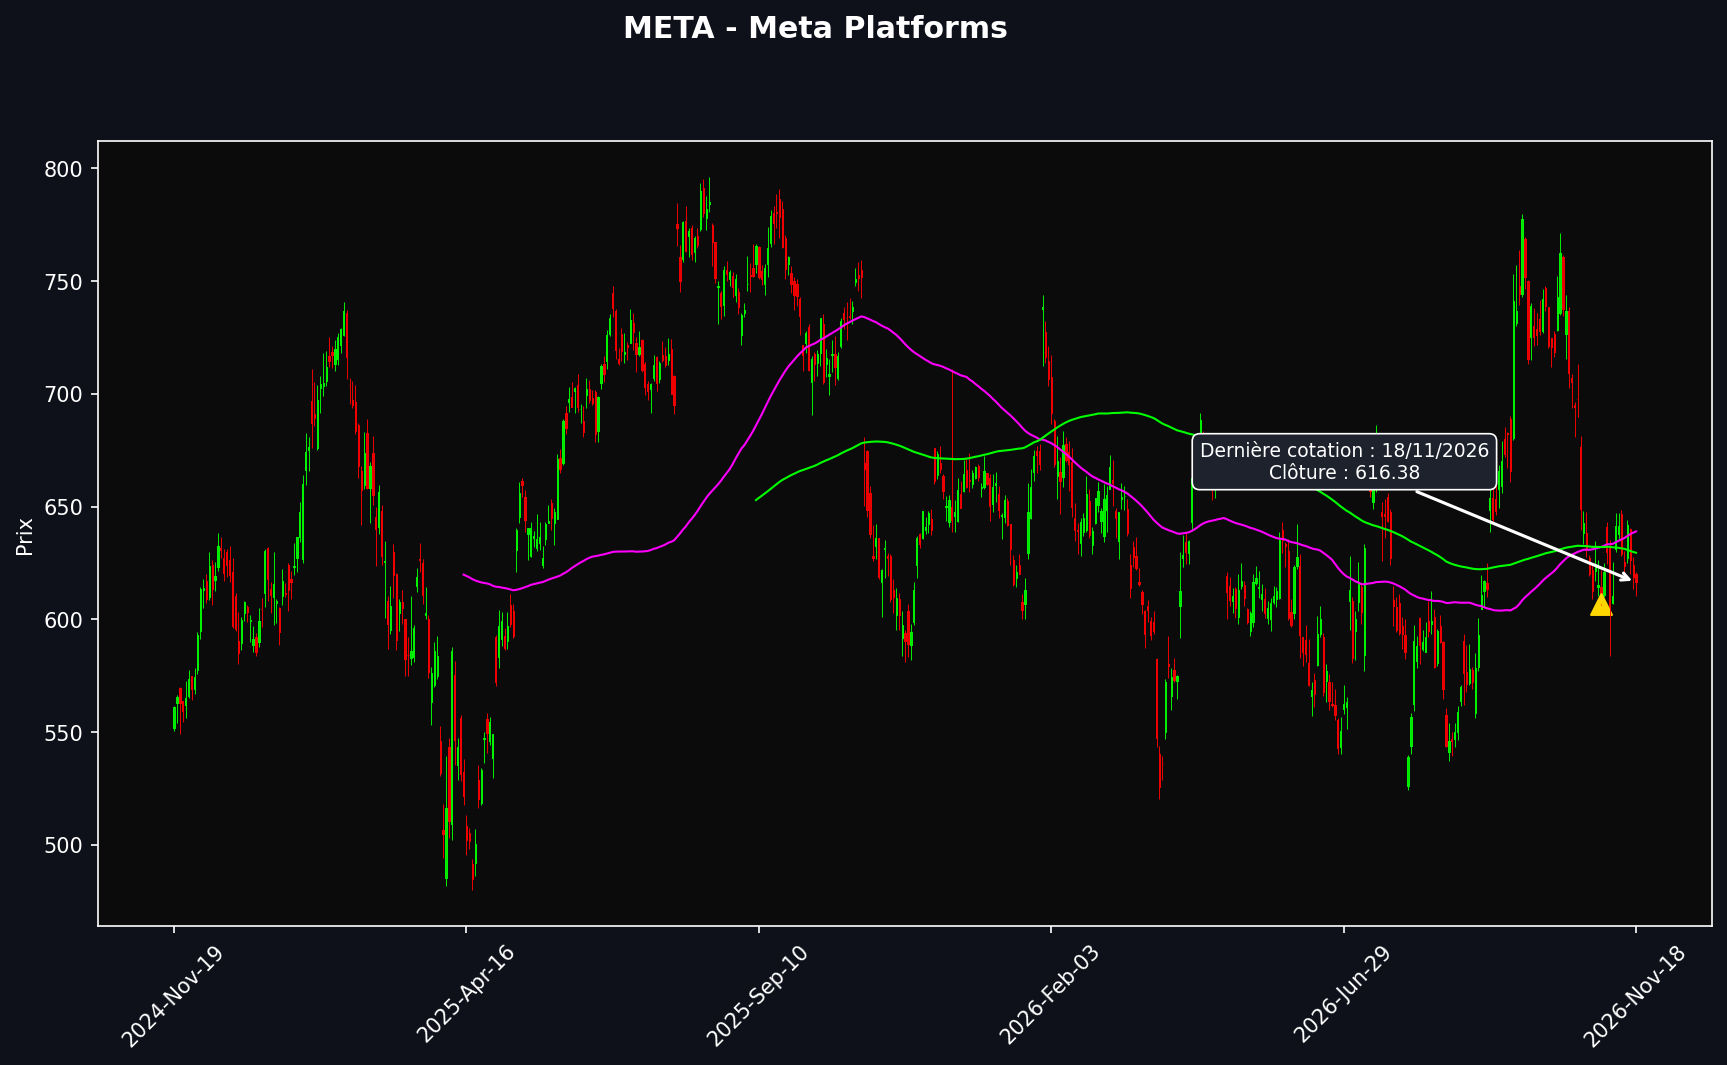 META - Meta Platforms
Prix
800
750
700
650
600
550
500
Dernière cotation : 18/11/2026
Clôture : 616.38
2024-Nov-19
2025-Apr-16
2025-Sep-10
2026-Feb-03
2026-Jun-29
2026-Nov-18